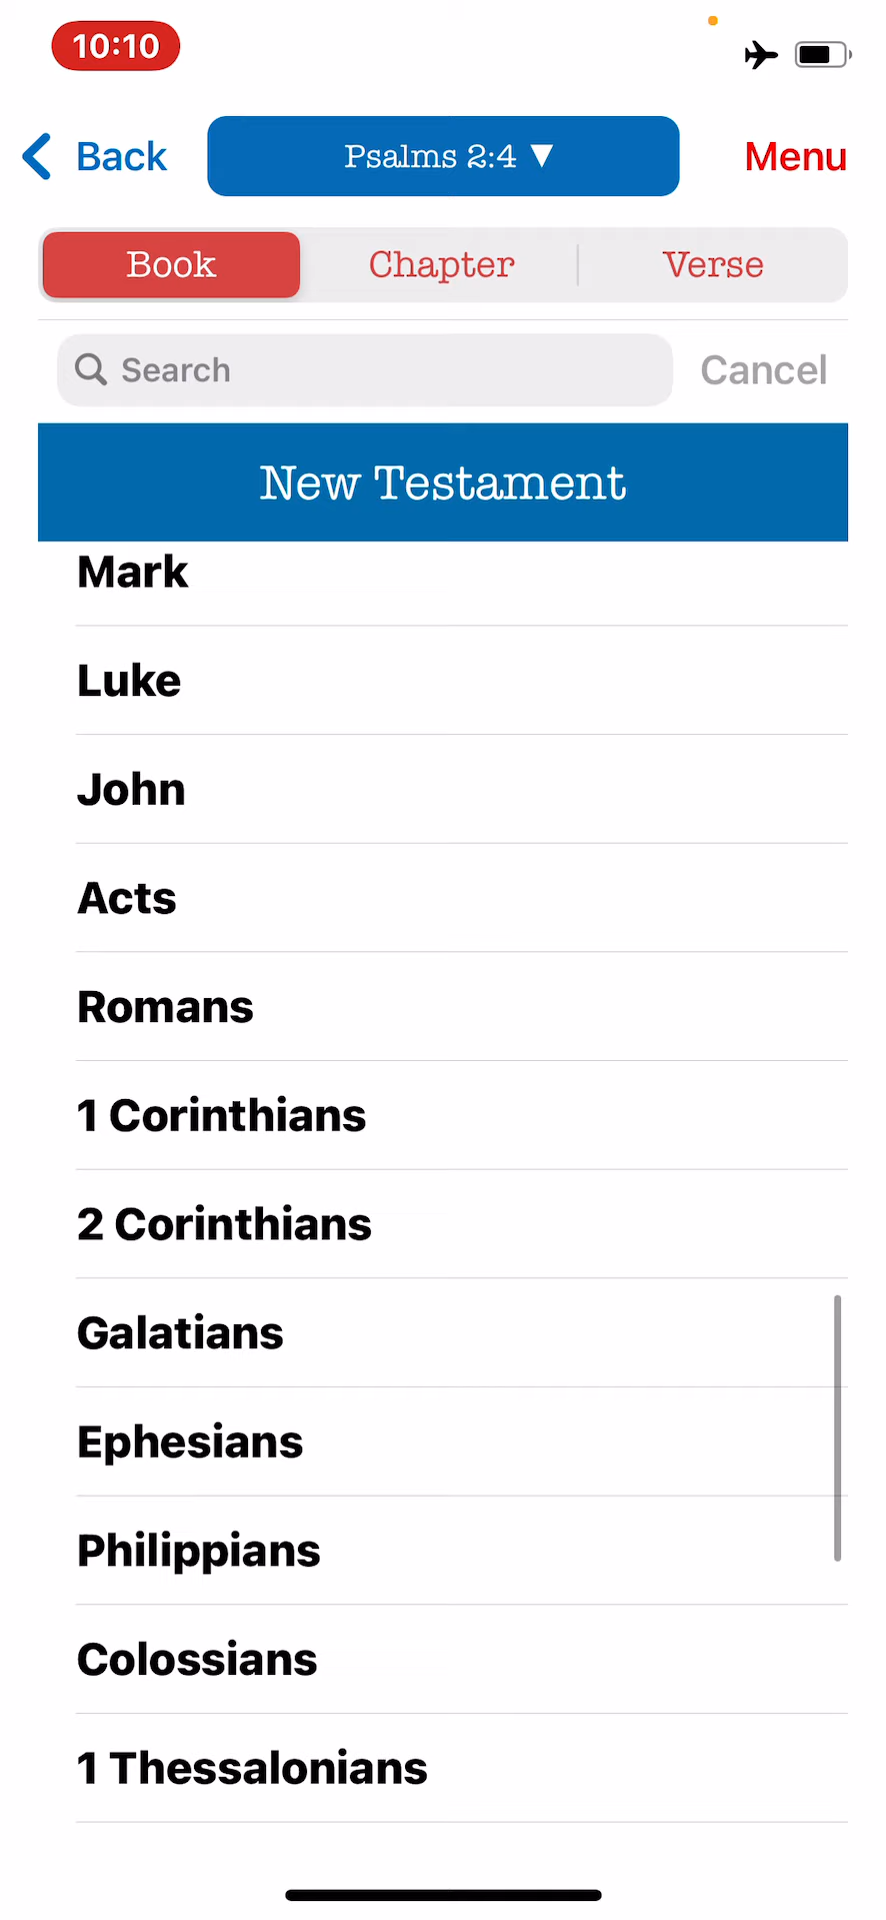 10:10
Back
Psalms 2:4 ▼
Menu
Book
Chapter
Verse
Search
Cancel
New Testament
Mark
Luke
John
Acts
Romans
1 Corinthians
2 Corinthians
Galatians
Ephesians
Philippians
Colossians
1 Thessalonians